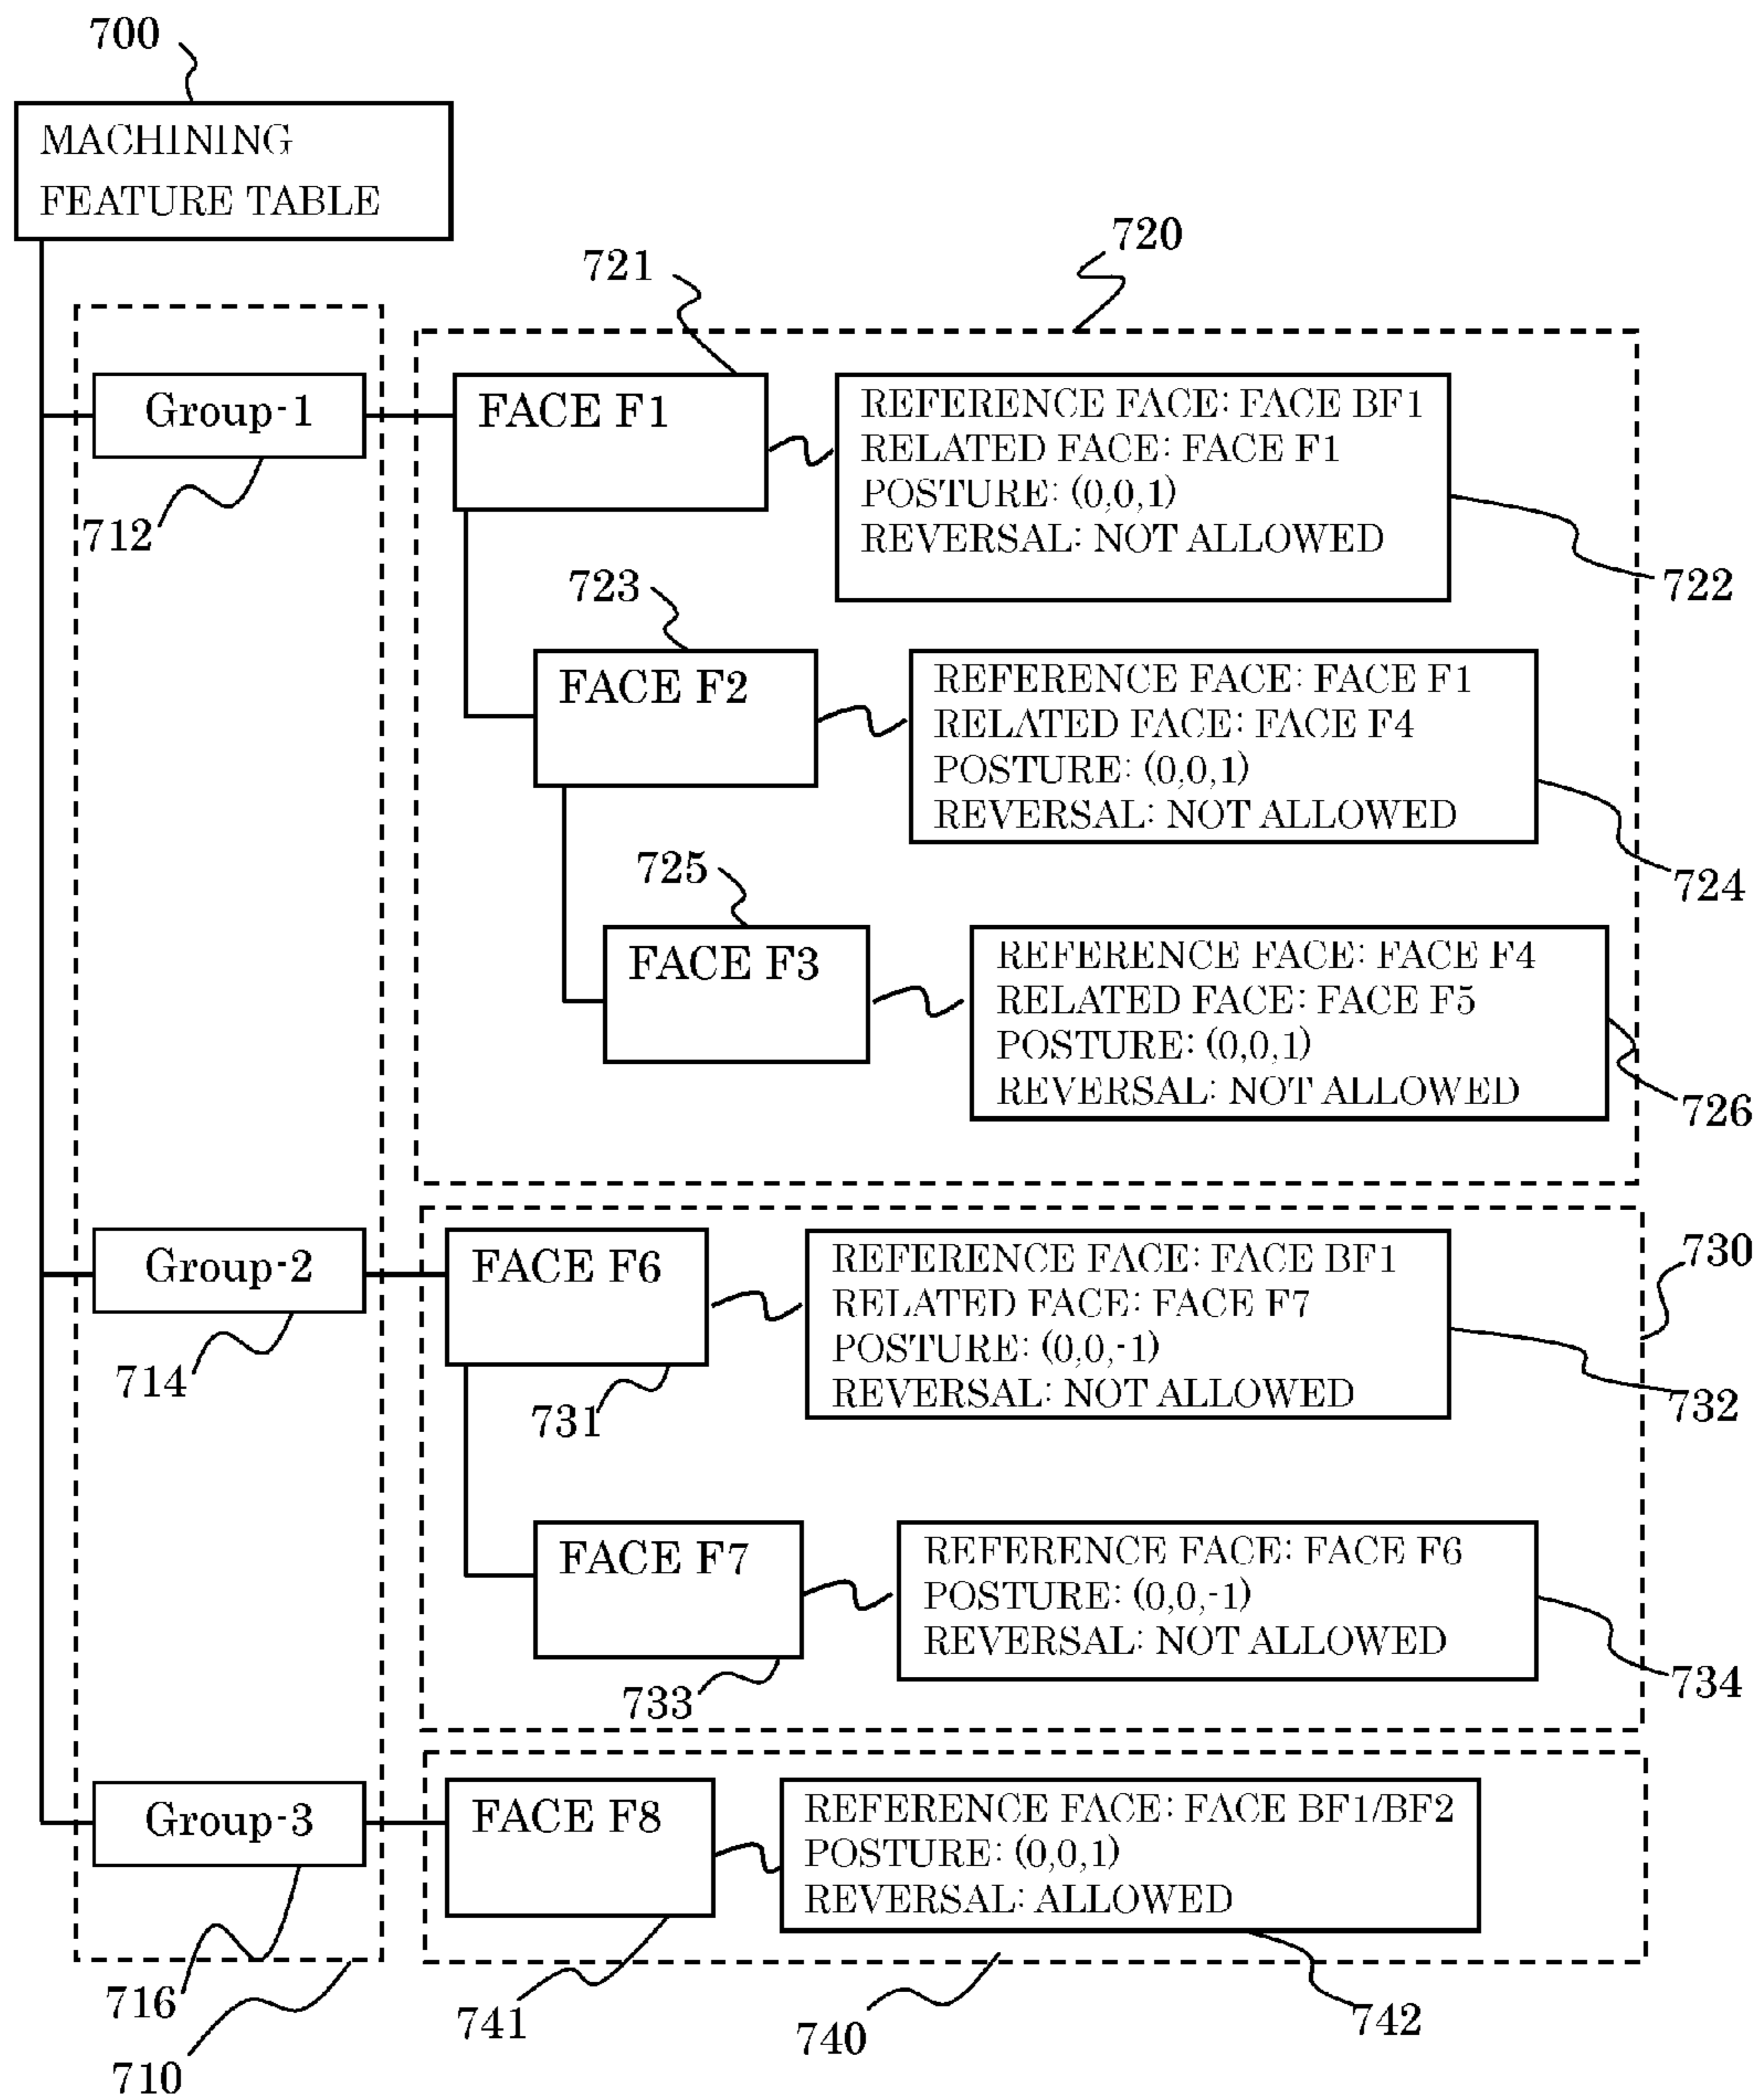 700
MACHINING
FEATURE TABLE
720
721
Group-1
712
FACE F1
REFERENCE FACE: FACE BF1
RELATED FACE: FACE F1
POSTURE: (0,0,1)
REVERSAL: NOT ALLOWED
722
723
FACE F2
REFERENCE FACE: FACE F1
RELATED FACE: FACE F4
POSTURE: (0,0,1)
REVERSAL: NOT ALLOWED
724
725
FACE F3
REFERENCE FACE: FACE F4
RELATED FACE: FACE F5
POSTURE: (0,0,1)
REVERSAL: NOT ALLOWED
726
Group-2
714
FACE F6
731
REFERENCE FACE: FACE BF1
RELATED FACE: FACE F7
POSTURE: (0,0,-1)
REVERSAL: NOT ALLOWED
730
732
FACE F7
733
REFERENCE FACE: FACE F6
POSTURE: (0,0,-1)
REVERSAL: NOT ALLOWED
734
Group-3
716
710
FACE F8
741
REFERENCE FACE: FACE BF1/BF2
POSTURE: (0,0,1)
REVERSAL: ALLOWED
740
742